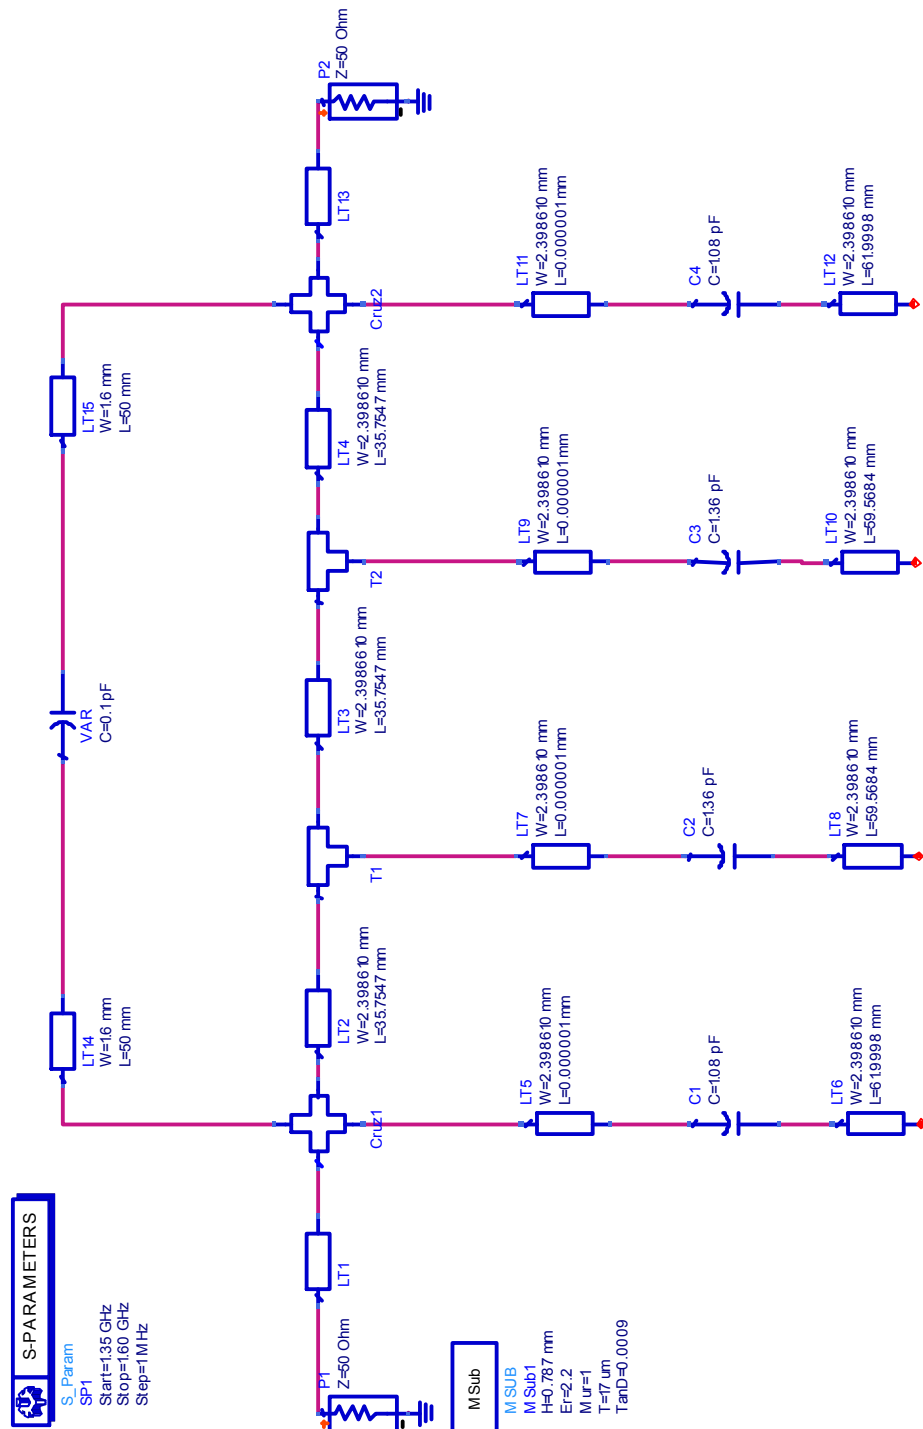 S-PARAMETERS
S_Param
SP1
Start=1.35 GHz
Stop=1.60 GHz
Step=1 MHz
LT14
W=1.6 mm
L=50 mm
VAR
C=0.1 pF
LT15
W=1.6 mm
L=50 mm
P1
Z=50 Ohm
LT1
Cruz1
LT2
W=2.398610 mm
L=35.7547 mm
T1
LT3
W=2.3986610 mm
L=35.7547 mm
T2
LT4
W=2.398610 mm
L=35.7547 mm
Cruz2
LT13
P2
Z=50 Ohm
MSub
MSUB
MSub1
H=0.787 mm
Er=2.2
Mur=1
T=17 um
TanD=0.0009
LT5
W=2.398610 mm
L=0.000001 mm
LT7
W=2.398610 mm
L=0.000001 mm
LT9
W=2.398610 mm
L=0.000001 mm
LT11
W=2.398610 mm
L=0.000001 mm
C1
C=1.08 pF
C2
C=1.36 pF
C3
C=1.36 pF
C4
C=1.08 pF
LT6
W=2.398610 mm
L=61.9998 mm
LT8
W=2.398610 mm
L=59.5684 mm
LT10
W=2.398610 mm
L=59.5684 mm
LT12
W=2.398610 mm
L=61.9998 mm